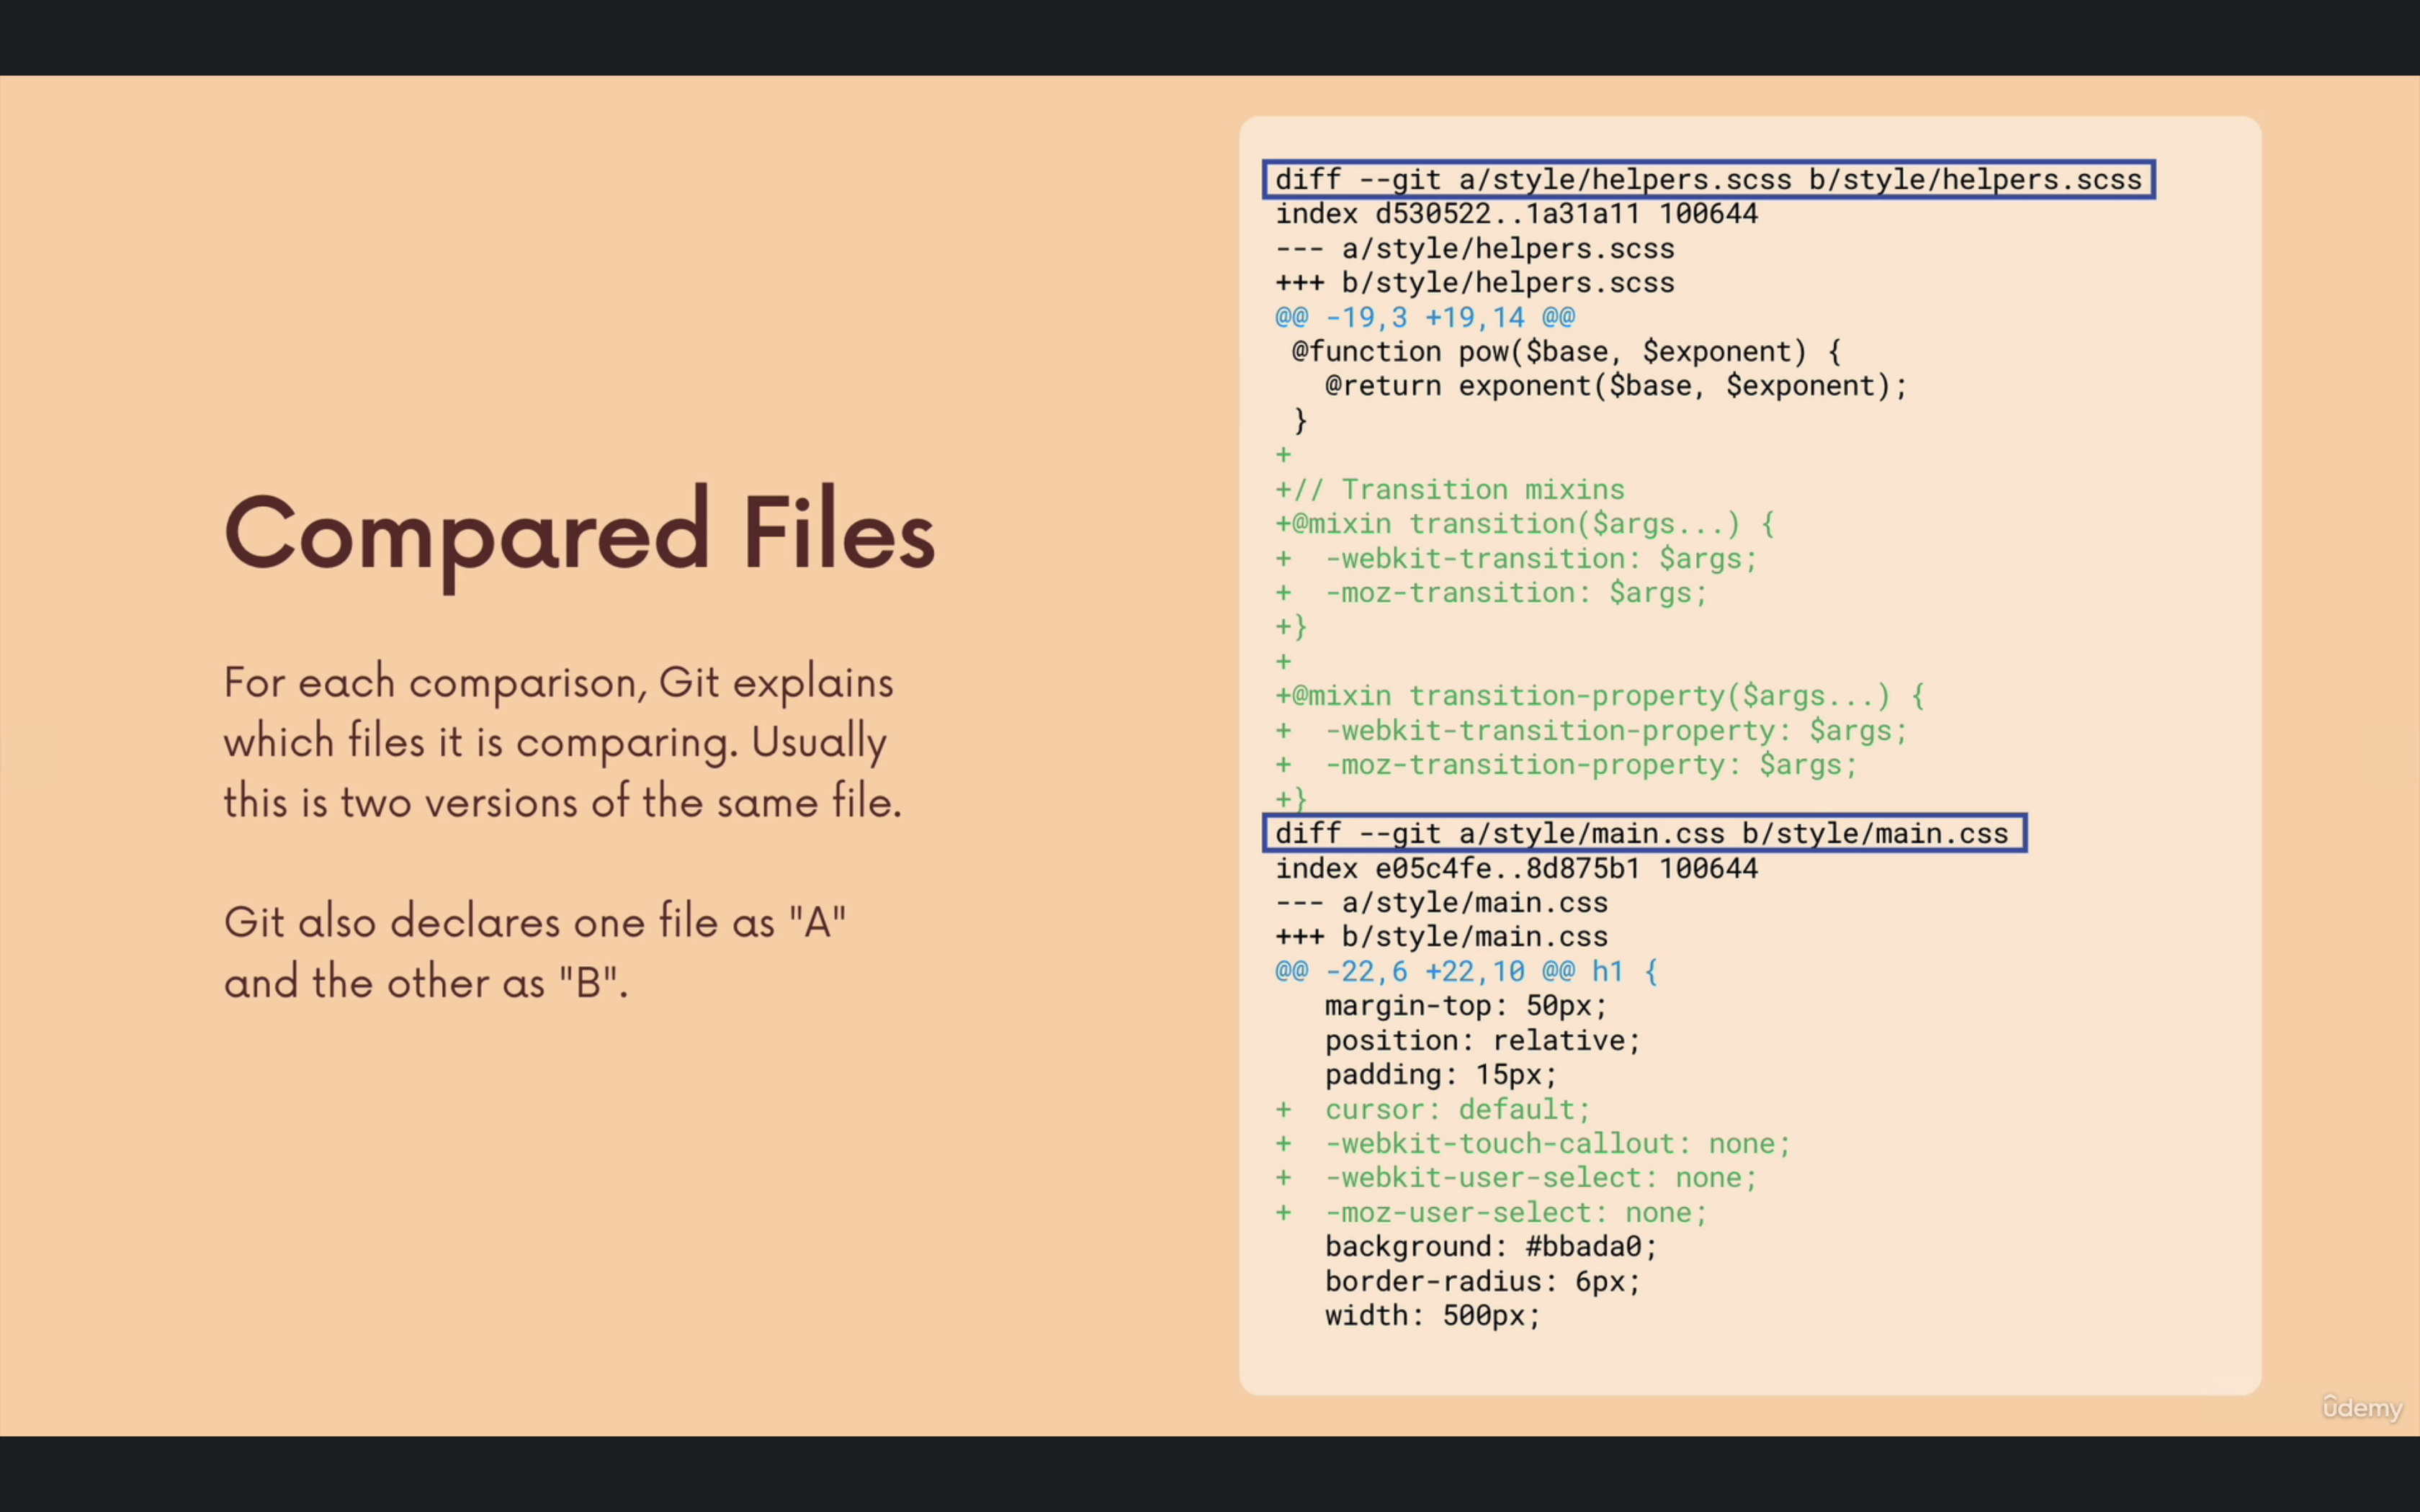 Compared Files
For each comparison, Git explains
which files it is comparing. Usually
this is two versions of the same file.
Git also declares one file as "A"
and the other as "B".
diff --git a/style/helpers.scss b/style/helpers.scss
index d530522..1a31a11 100644
--- a/style/helpers.scss
+++ b/style/helpers.scss
@@ -19,3 +19,14 @@
 @function pow($base, $exponent) {
   @return exponent($base, $exponent);
 }
+
+// Transition mixins
+@mixin transition($args...) {
+  -webkit-transition: $args;
+  -moz-transition: $args;
+}
+
+@mixin transition-property($args...) {
+  -webkit-transition-property: $args;
+  -moz-transition-property: $args;
+}
diff --git a/style/main.css b/style/main.css
index e05c4fe..8d875b1 100644
--- a/style/main.css
+++ b/style/main.css
@@ -22,6 +22,10 @@ h1 {
   margin-top: 50px;
   position: relative;
   padding: 15px;
+  cursor: default;
+  -webkit-touch-callout: none;
+  -webkit-user-select: none;
+  -moz-user-select: none;
   background: #bbada0;
   border-radius: 6px;
   width: 500px;
ûdemy